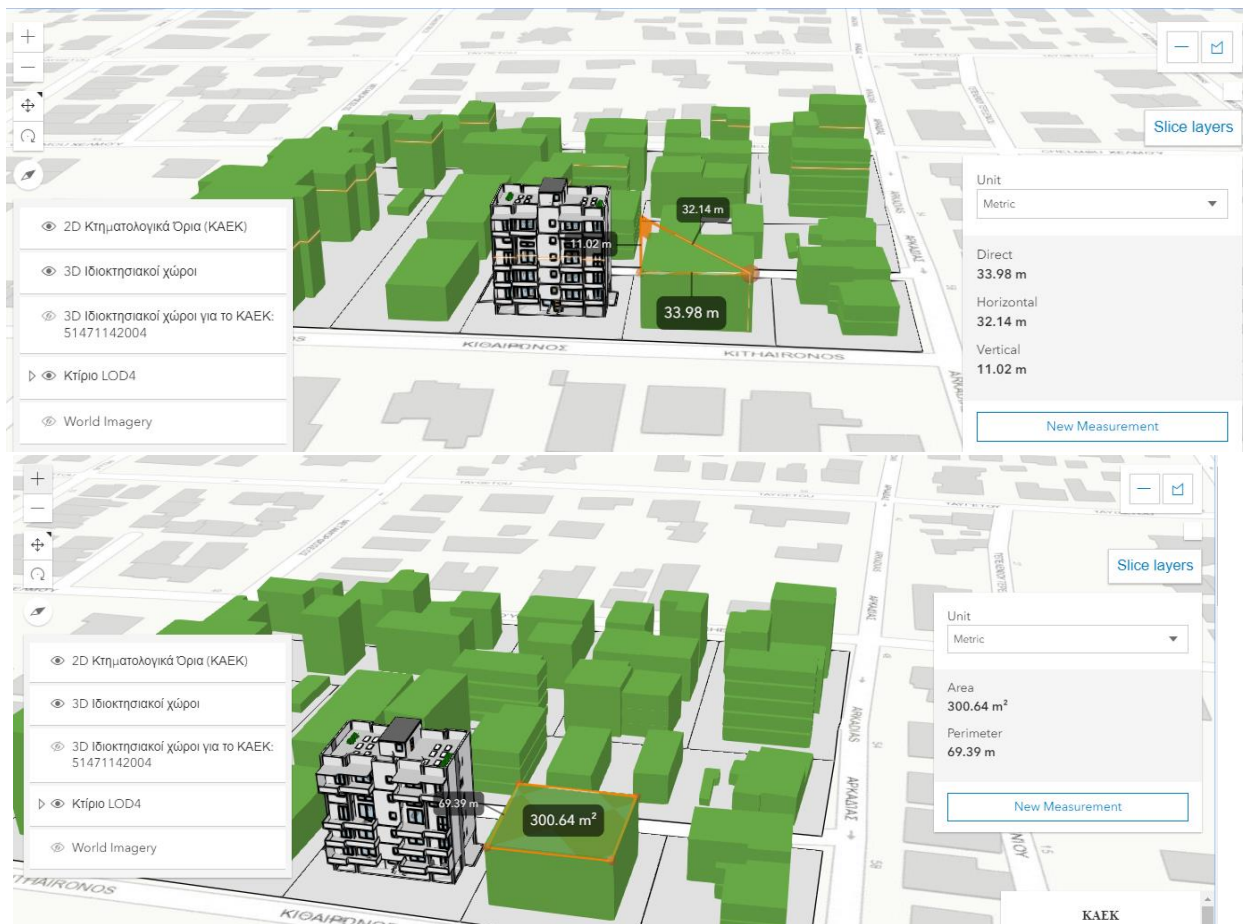 Slice layers
Unit
Metric
2D Κτηματολογικά Όρια (ΚΑΕΚ)
3D Ιδιοκτησιακοί χώροι
3D Ιδιοκτησιακοί χώροι για το ΚΑΕΚ:
51471142004
Κτίριο LOD4
World Imagery
32.14 m
11.02 m
33.98 m
ΚΙΘΑΙΡΩΝΟΣ
KITHAIRONOS
ARKADIAS
ΑΡΚΑΔΙΑΣ
Direct
33.98 m
Horizontal
32.14 m
Vertical
11.02 m
New Measurement
Slice layers
Unit
Metric
2D Κτηματολογικά Όρια (ΚΑΕΚ)
3D Ιδιοκτησιακοί χώροι
3D Ιδιοκτησιακοί χώροι για το ΚΑΕΚ:
51471142004
Κτίριο LOD4
World Imagery
69.39 m
300.64 m²
ARKADIAS
ΑΡΚΑΔΙΑΣ
Area
300.64 m²
Perimeter
69.39 m
New Measurement
ΚΑΕΚ